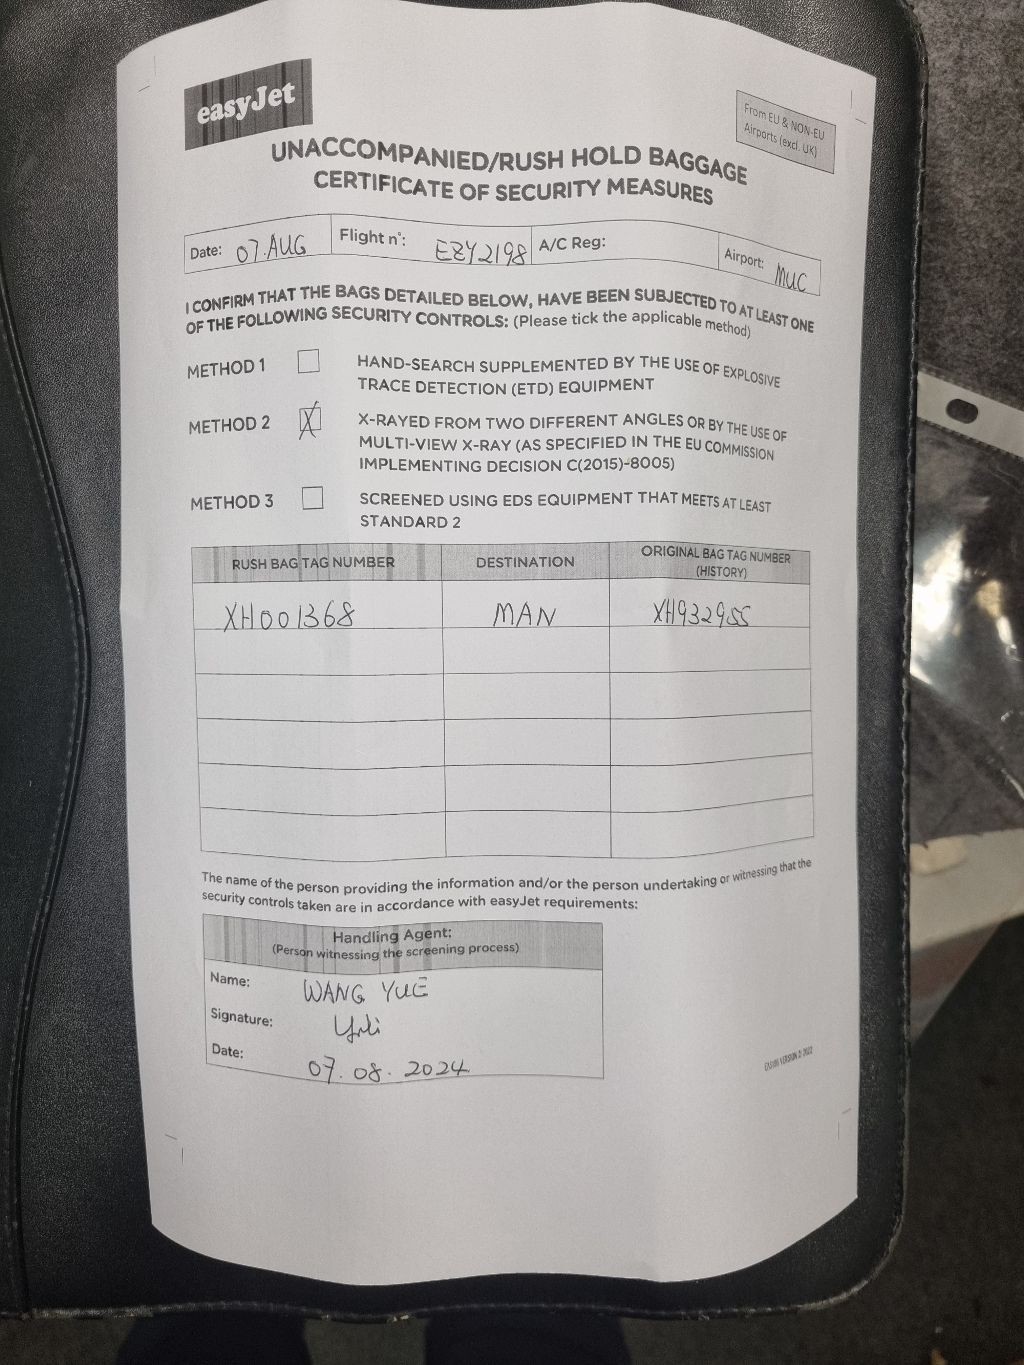 easyJet
From EU & NON-EU
Airports (excl. UK)
UNACCOMPANIED/RUSH HOLD BAGGAGE
CERTIFICATE OF SECURITY MEASURES
Date: 07.AUG Flight n°: EZY2198 A/C Reg: Airport: MUC
I CONFIRM THAT THE BAGS DETAILED BELOW, HAVE BEEN SUBJECTED TO AT LEAST ONE
OF THE FOLLOWING SECURITY CONTROLS: (Please tick the applicable method)
METHOD 1 HAND-SEARCH SUPPLEMENTED BY THE USE OF EXPLOSIVE
TRACE DETECTION (ETD) EQUIPMENT
METHOD 2 X X-RAYED FROM TWO DIFFERENT ANGLES OR BY THE USE OF
MULTI-VIEW X-RAY (AS SPECIFIED IN THE EU COMMISSION
IMPLEMENTING DECISION C(2015)-8005)
METHOD 3 SCREENED USING EDS EQUIPMENT THAT MEETS AT LEAST
STANDARD 2
RUSH BAG TAG NUMBER DESTINATION ORIGINAL BAG TAG NUMBER
(HISTORY)
XH001368 MAN XH932955
The name of the person providing the information and/or the person undertaking or witnessing that the
security controls taken are in accordance with easyJet requirements:
Handling Agent:
(Person witnessing the screening process)
Name: WANG YUE
Signature:
Date: 07.08.2024